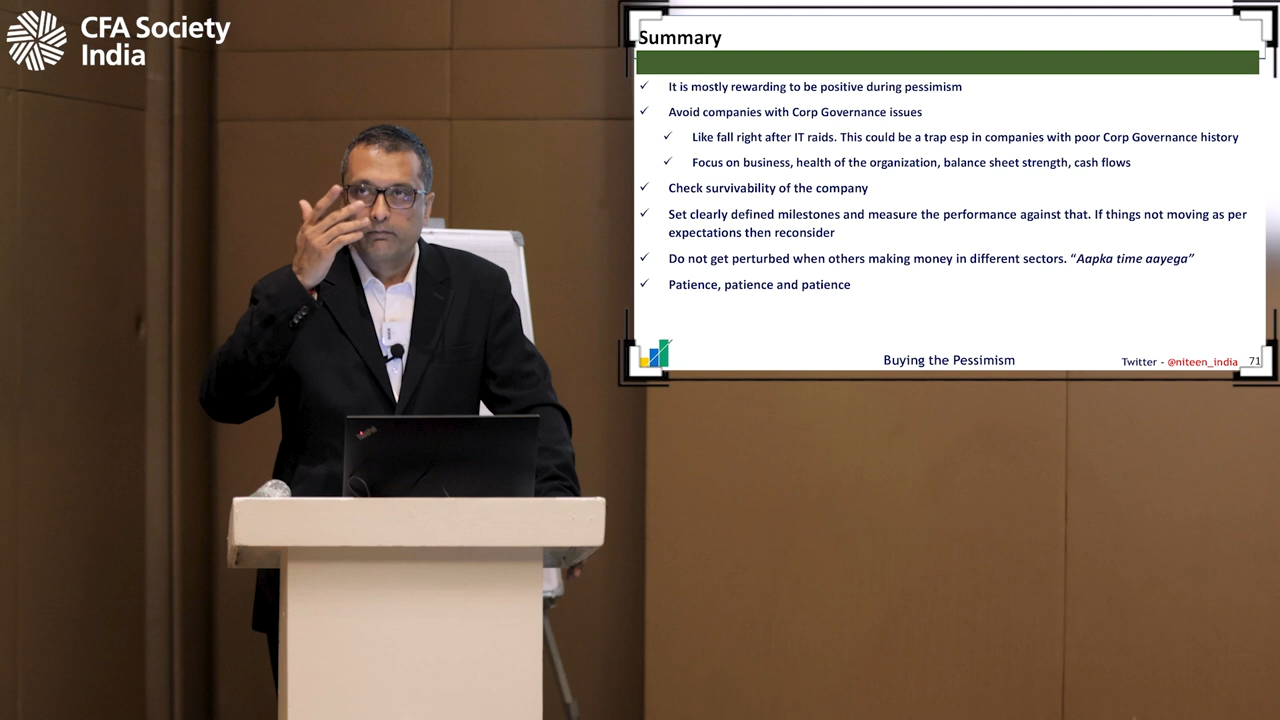 CFA Society
India
Summary
It is mostly rewarding to be positive during pessimism
Avoid companies with Corp Governance issues
Like fall right after IT raids. This could be a trap esp in companies with poor Corp Governance history
Focus on business, health of the organization, balance sheet strength, cash flows
Check survivability of the company
Set clearly defined milestones and measure the performance against that. If things not moving as per
expectations then reconsider
Do not get perturbed when others making money in different sectors. “Aapka time aayega”
Patience, patience and patience
Buying the Pessimism
Twitter - @niteen_india 71